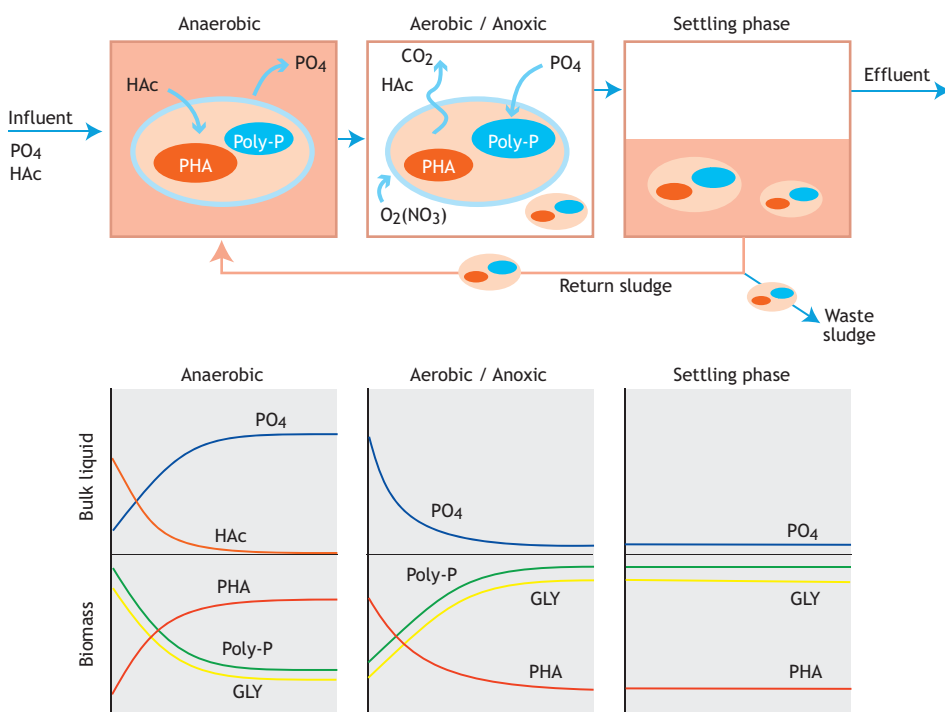 Anaerobic
Aerobic / Anoxic
Settling phase
Influent
PO4
HAc
HAc
PO4
PHA
Poly-P
CO2
HAc
PO4
PHA
Poly-P
O2(NO3)
Effluent
Return sludge
Waste
sludge
Anaerobic
Aerobic / Anoxic
Settling phase
Bulk liquid
PO4
HAc
PO4
PO4
Biomass
PHA
Poly-P
GLY
Poly-P
GLY
PHA
GLY
PHA